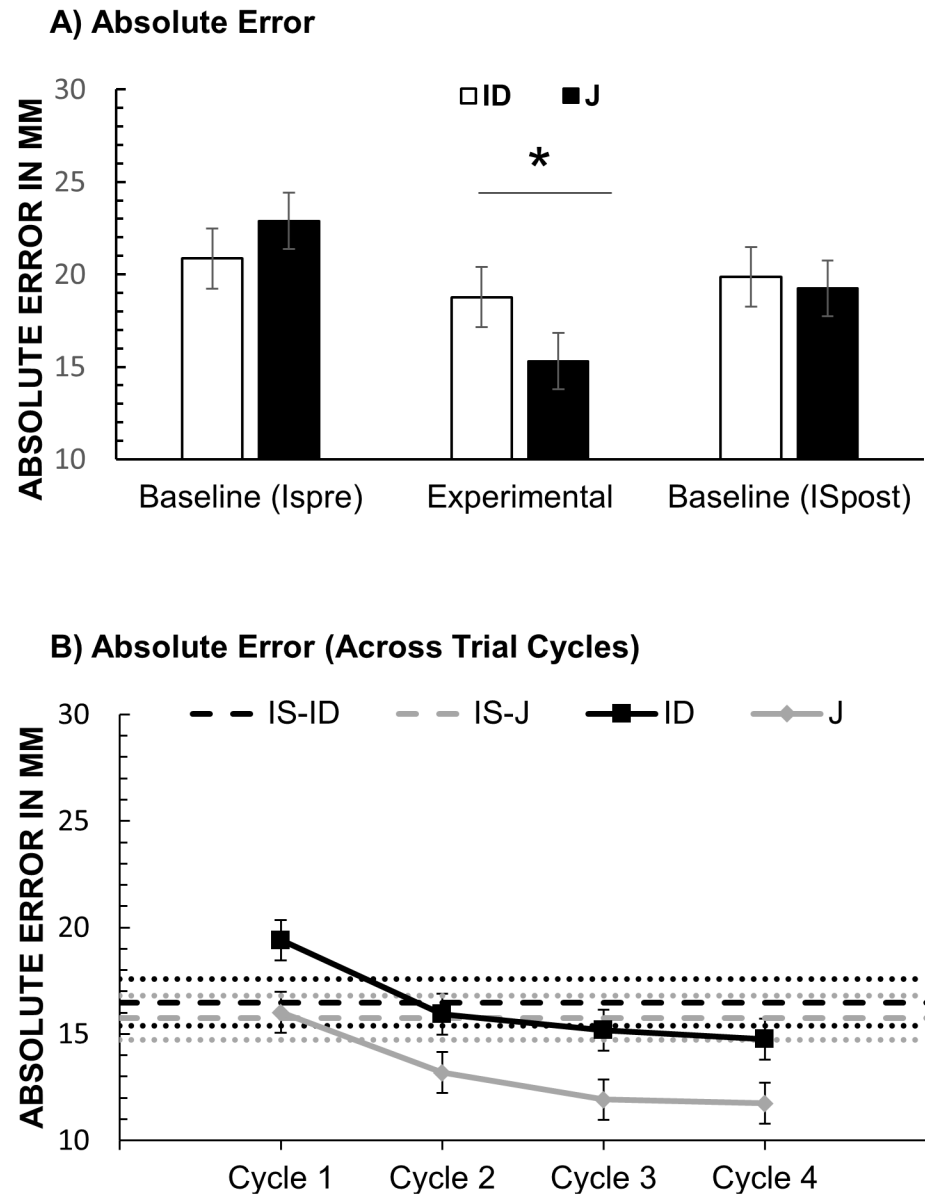 A) Absolute Error
ABSOLUTE ERROR IN MM
30
25
20
15
10
ID J
*
Baseline (Ispre) Experimental Baseline (ISpost)
B) Absolute Error (Across Trial Cycles)
ABSOLUTE ERROR IN MM
30
25
20
15
10
IS-ID IS-J ID J
Cycle 1 Cycle 2 Cycle 3 Cycle 4